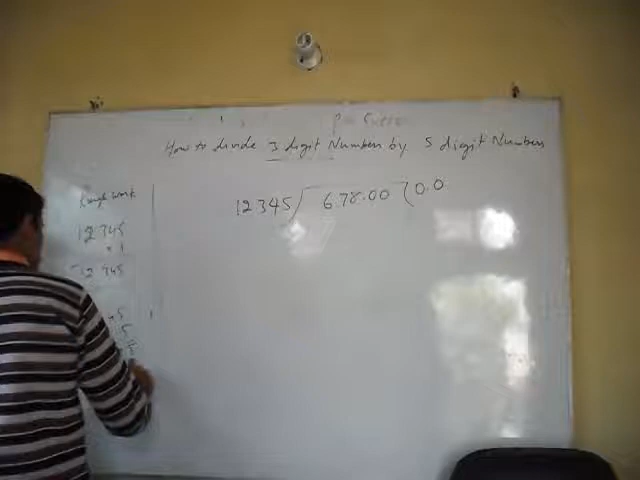 How to divide 3 digit Numbers by 5 digit Numbers
12345 678.00 0.0
Rough work
12345
12345